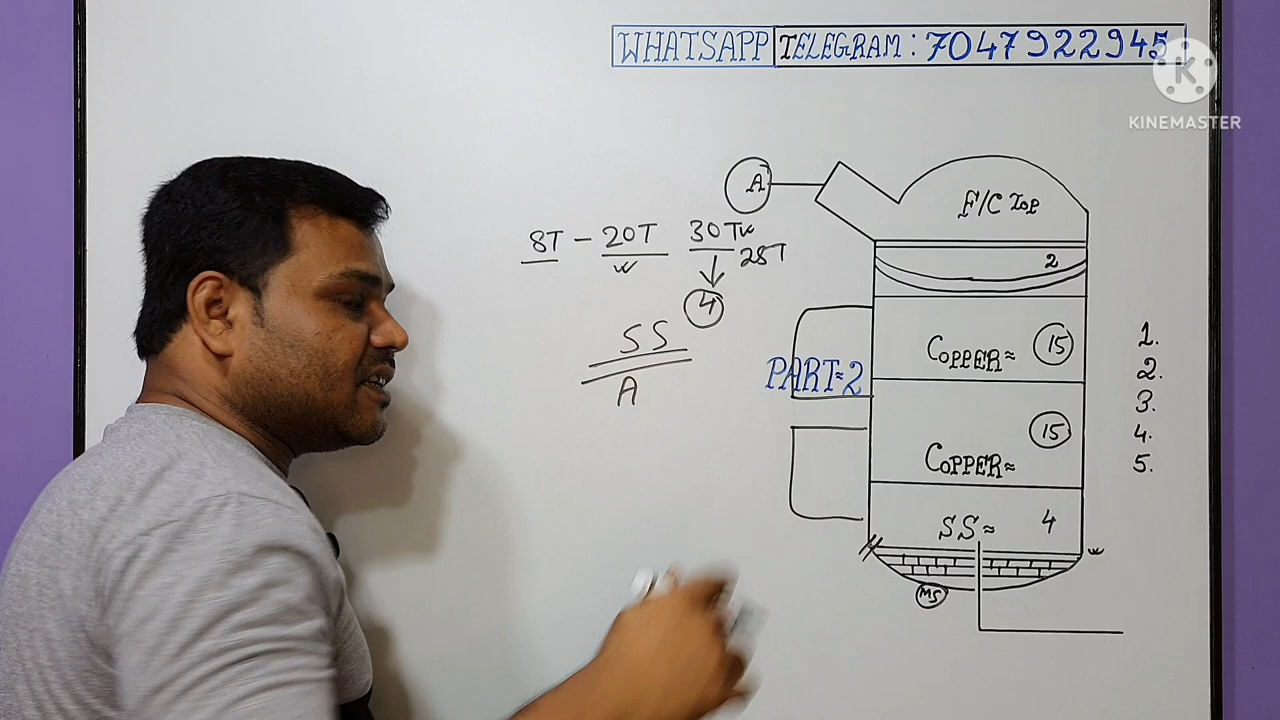 WHATSAPP TELEGRAM : 7047922945
KINEMASTER
A
F/C Top
8T - 20T 30T
28T
2
4
SS
A
COPPER≈ 15
PART≈2
COPPER≈ 15
SS≈ 4
MS
1.
2.
3.
4.
5.